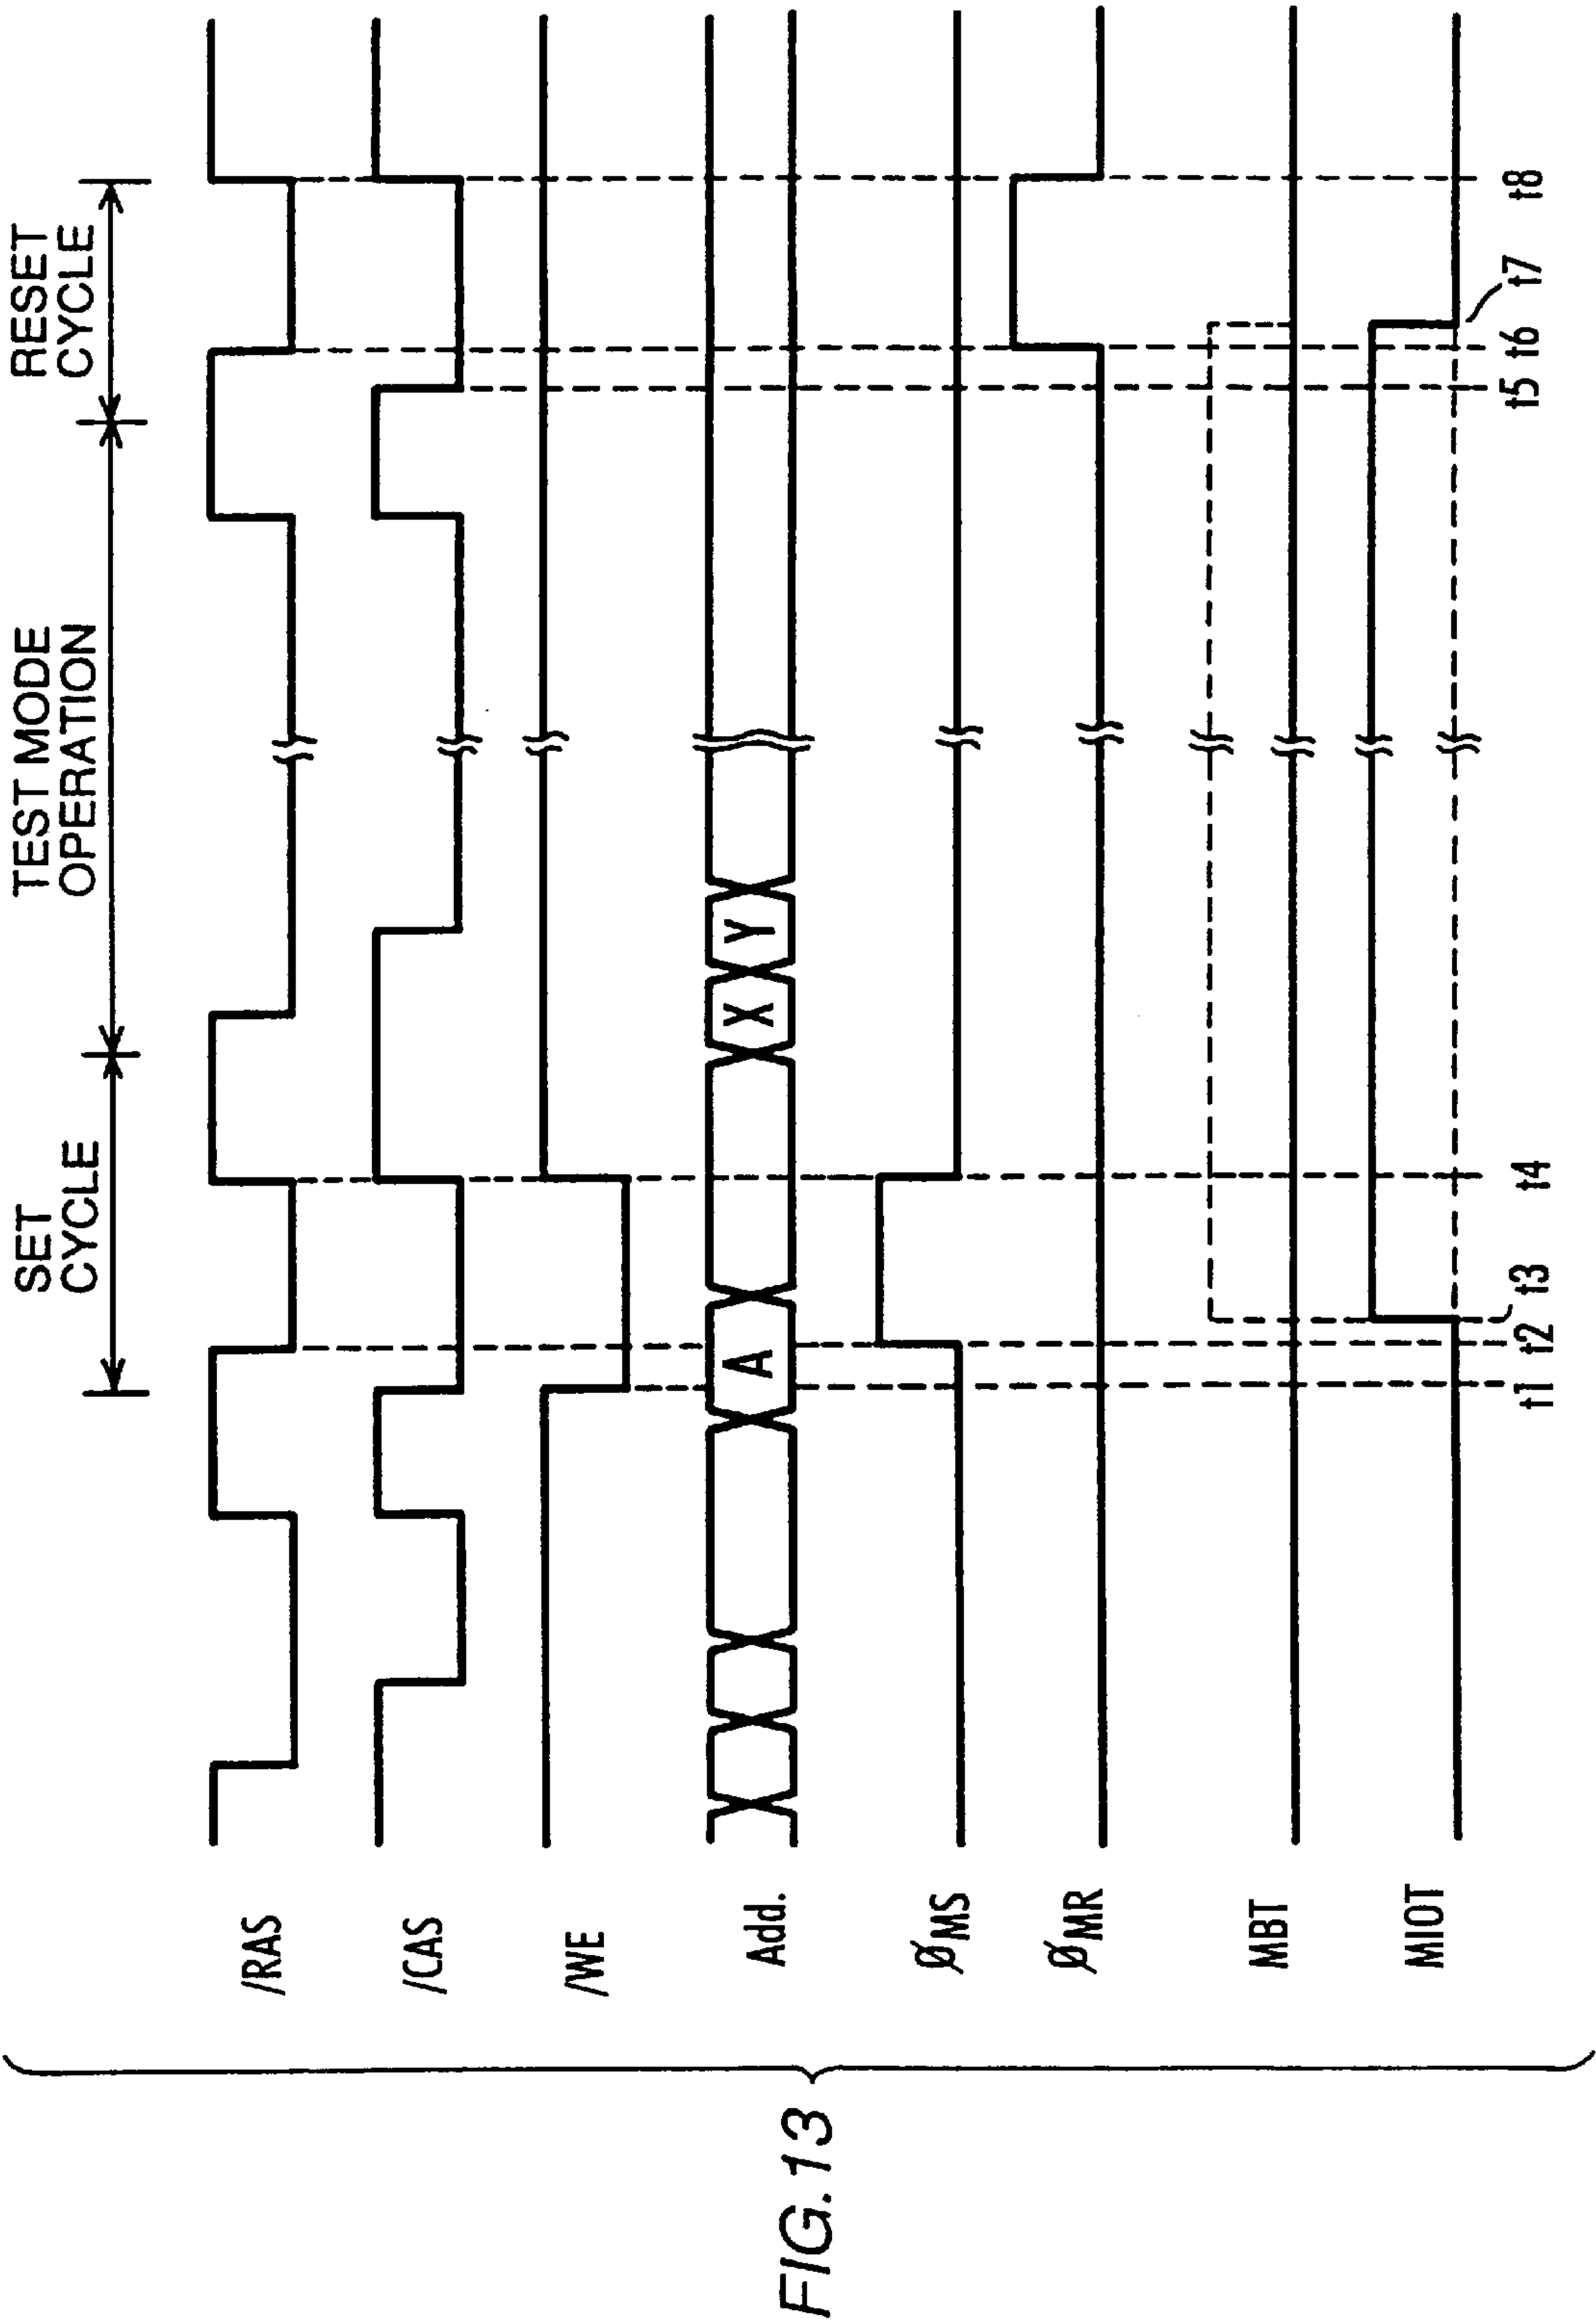 SET
CYCLE
TEST MODE
OPERATION
RESET
CYCLE
/RAS
/CAS
/WE
Add.
A
X
Y
ØMS
ØMR
MBT
MIOT
t1
t2
t3
t4
t5
t6
t7
t8
FIG.13